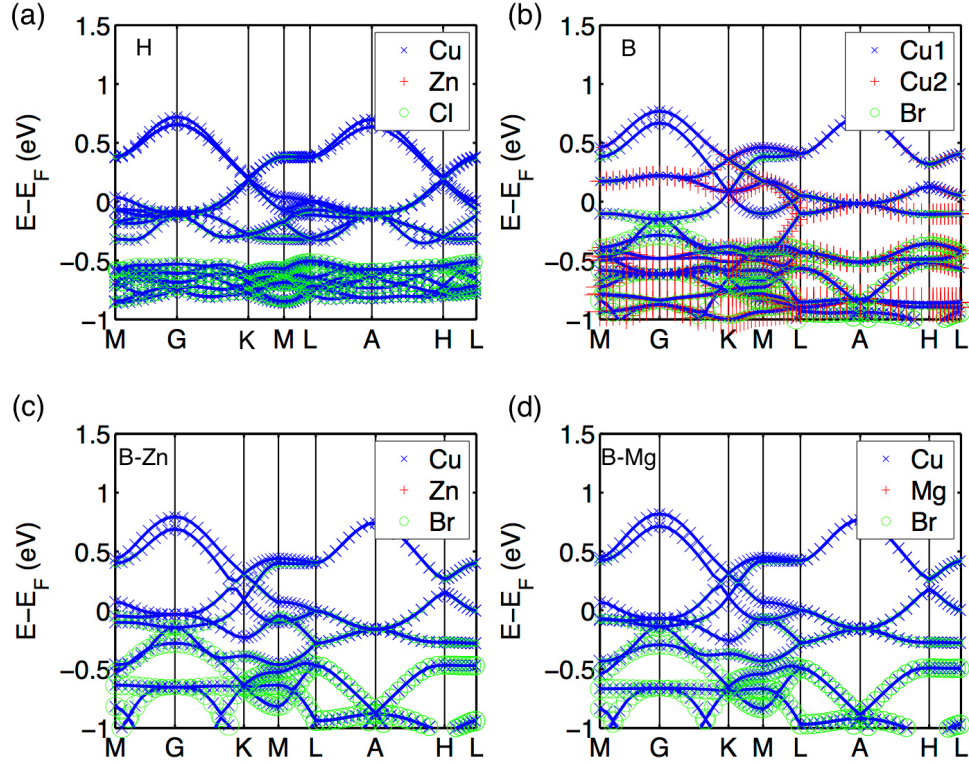 (a)
H
Cu
Zn
Cl
1.5
1
0.5
0
−0.5
−1
E−E_F (eV)
M G K M L A H L
(b)
B
Cu1
Cu2
Br
1.5
1
0.5
0
−0.5
−1
E−E_F (eV)
M G K M L A H L
(c)
B-Zn
Cu
Zn
Br
1.5
1
0.5
0
−0.5
−1
E−E_F (eV)
M G K M L A H L
(d)
B-Mg
Cu
Mg
Br
1.5
1
0.5
0
−0.5
−1
E−E_F (eV)
M G K M L A H L